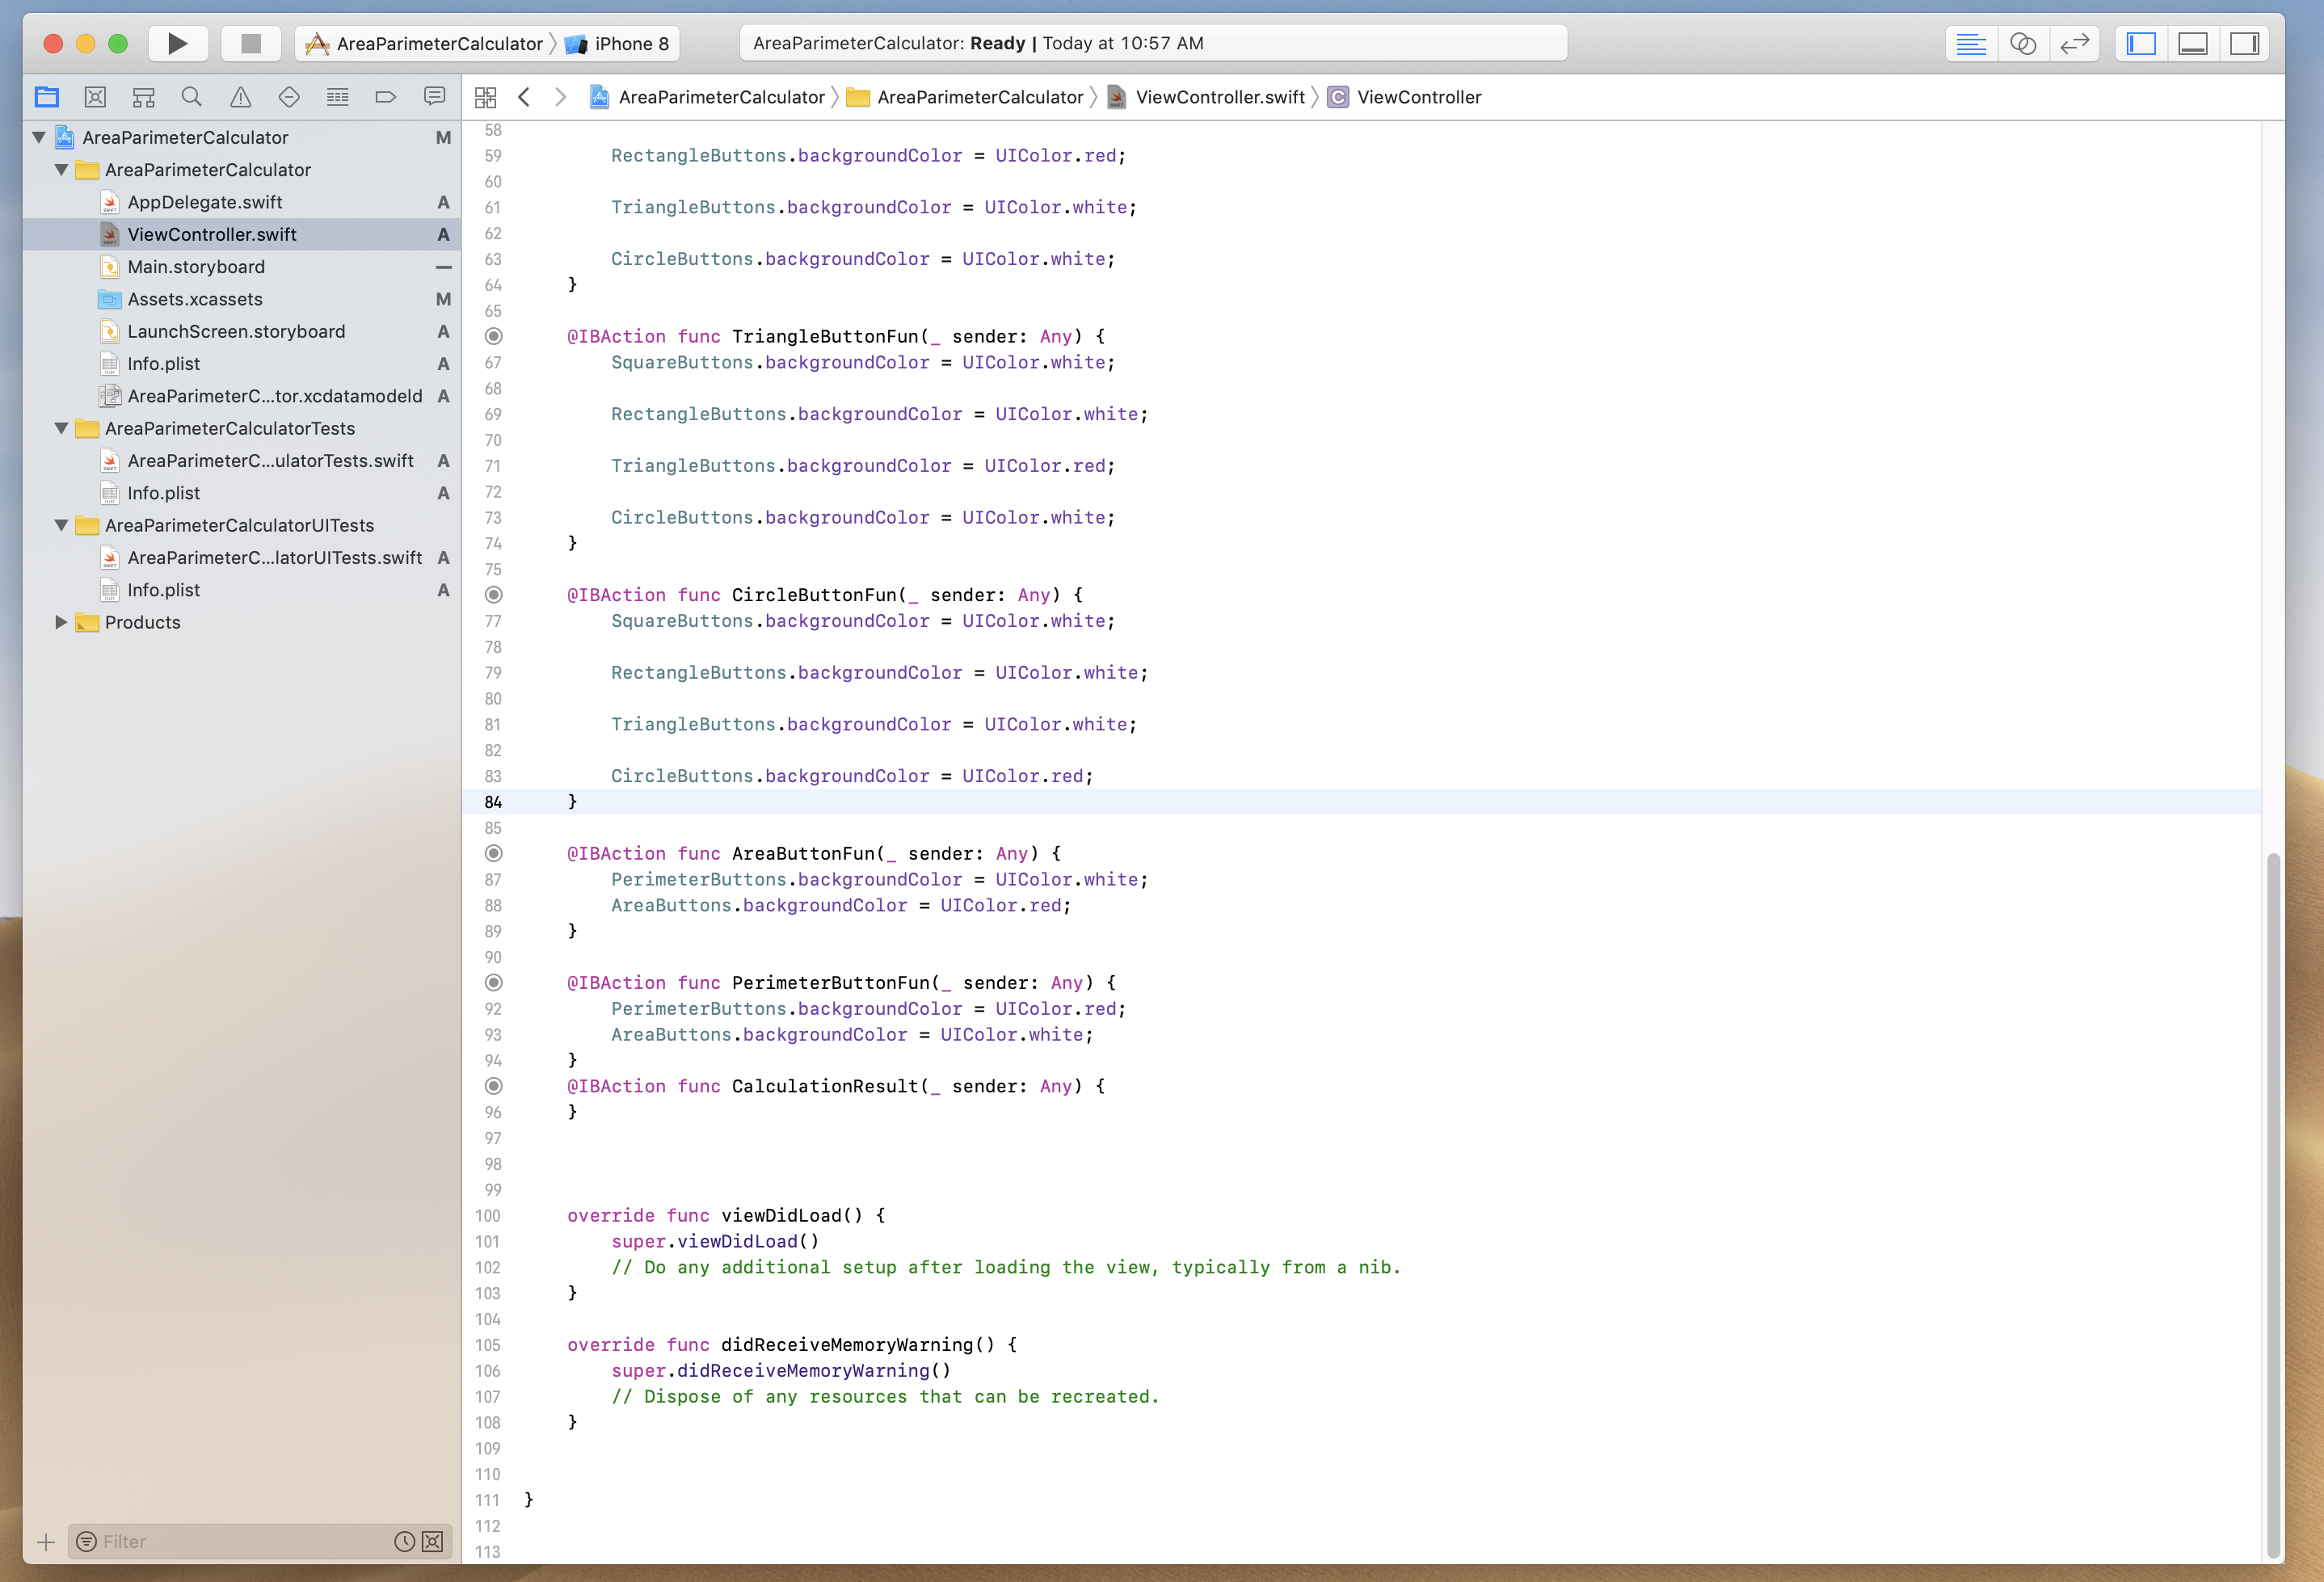 AreaParimeterCalculator iPhone 8
AreaParimeterCalculator: Ready | Today at 10:57 AM
AreaParimeterCalculator AreaParimeterCalculator ViewController.swift C ViewController
AreaParimeterCalculator M
AreaParimeterCalculator
AppDelegate.swift A
ViewController.swift A
Main.storyboard
Assets.xcassets M
LaunchScreen.storyboard A
Info.plist A
AreaParimeterC...tor.xcdatamodeld A
AreaParimeterCalculatorTests
AreaParimeterC...ulatorTests.swift A
Info.plist A
AreaParimeterCalculatorUITests
AreaParimeterC...latorUITests.swift A
Info.plist A
Products
Filter
58
59 RectangleButtons.backgroundColor = UIColor.red;
60
61 TriangleButtons.backgroundColor = UIColor.white;
62
63 CircleButtons.backgroundColor = UIColor.white;
64 }
65
@IBAction func TriangleButtonFun(_ sender: Any) {
67 SquareButtons.backgroundColor = UIColor.white;
68
69 RectangleButtons.backgroundColor = UIColor.white;
70
71 TriangleButtons.backgroundColor = UIColor.red;
72
73 CircleButtons.backgroundColor = UIColor.white;
74 }
75
@IBAction func CircleButtonFun(_ sender: Any) {
77 SquareButtons.backgroundColor = UIColor.white;
78
79 RectangleButtons.backgroundColor = UIColor.white;
80
81 TriangleButtons.backgroundColor = UIColor.white;
82
83 CircleButtons.backgroundColor = UIColor.red;
84 }
85
@IBAction func AreaButtonFun(_ sender: Any) {
87 PerimeterButtons.backgroundColor = UIColor.white;
88 AreaButtons.backgroundColor = UIColor.red;
89 }
90
@IBAction func PerimeterButtonFun(_ sender: Any) {
92 PerimeterButtons.backgroundColor = UIColor.red;
93 AreaButtons.backgroundColor = UIColor.white;
94 }
@IBAction func CalculationResult(_ sender: Any) {
96 }
97
98
99
100 override func viewDidLoad() {
101 super.viewDidLoad()
102 // Do any additional setup after loading the view, typically from a nib.
103 }
104
105 override func didReceiveMemoryWarning() {
106 super.didReceiveMemoryWarning()
107 // Dispose of any resources that can be recreated.
108 }
109
110
111 }
112
113